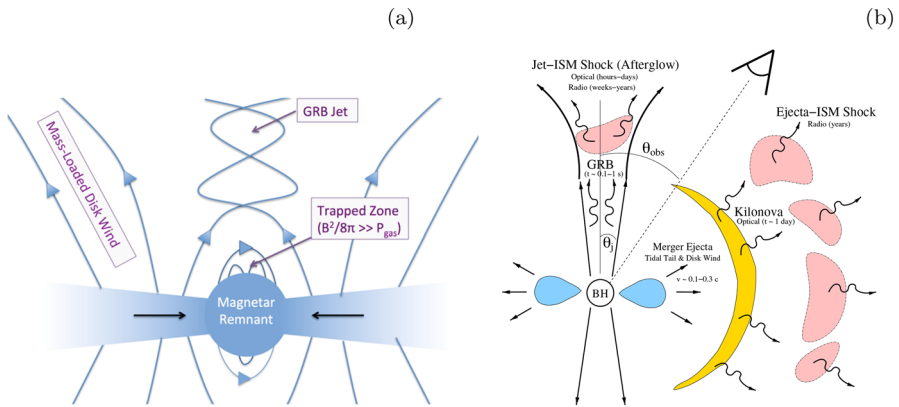 (a)
GRB Jet
Mass-Loaded Disk Wind
Trapped Zone
(B²/8π >> P_gas)
Magnetar
Remnant
(b)
Jet−ISM Shock (Afterglow)
Optical (hours−days)
Radio (weeks−years)
Ejecta−ISM Shock
Radio (years)
θ_obs
GRB
(t ~ 0.1−1 s)
Kilonova
Optical (t ~ 1 day)
θ_j
Merger Ejecta
Tidal Tail & Disk Wind
v ~ 0.1−0.3 c
BH